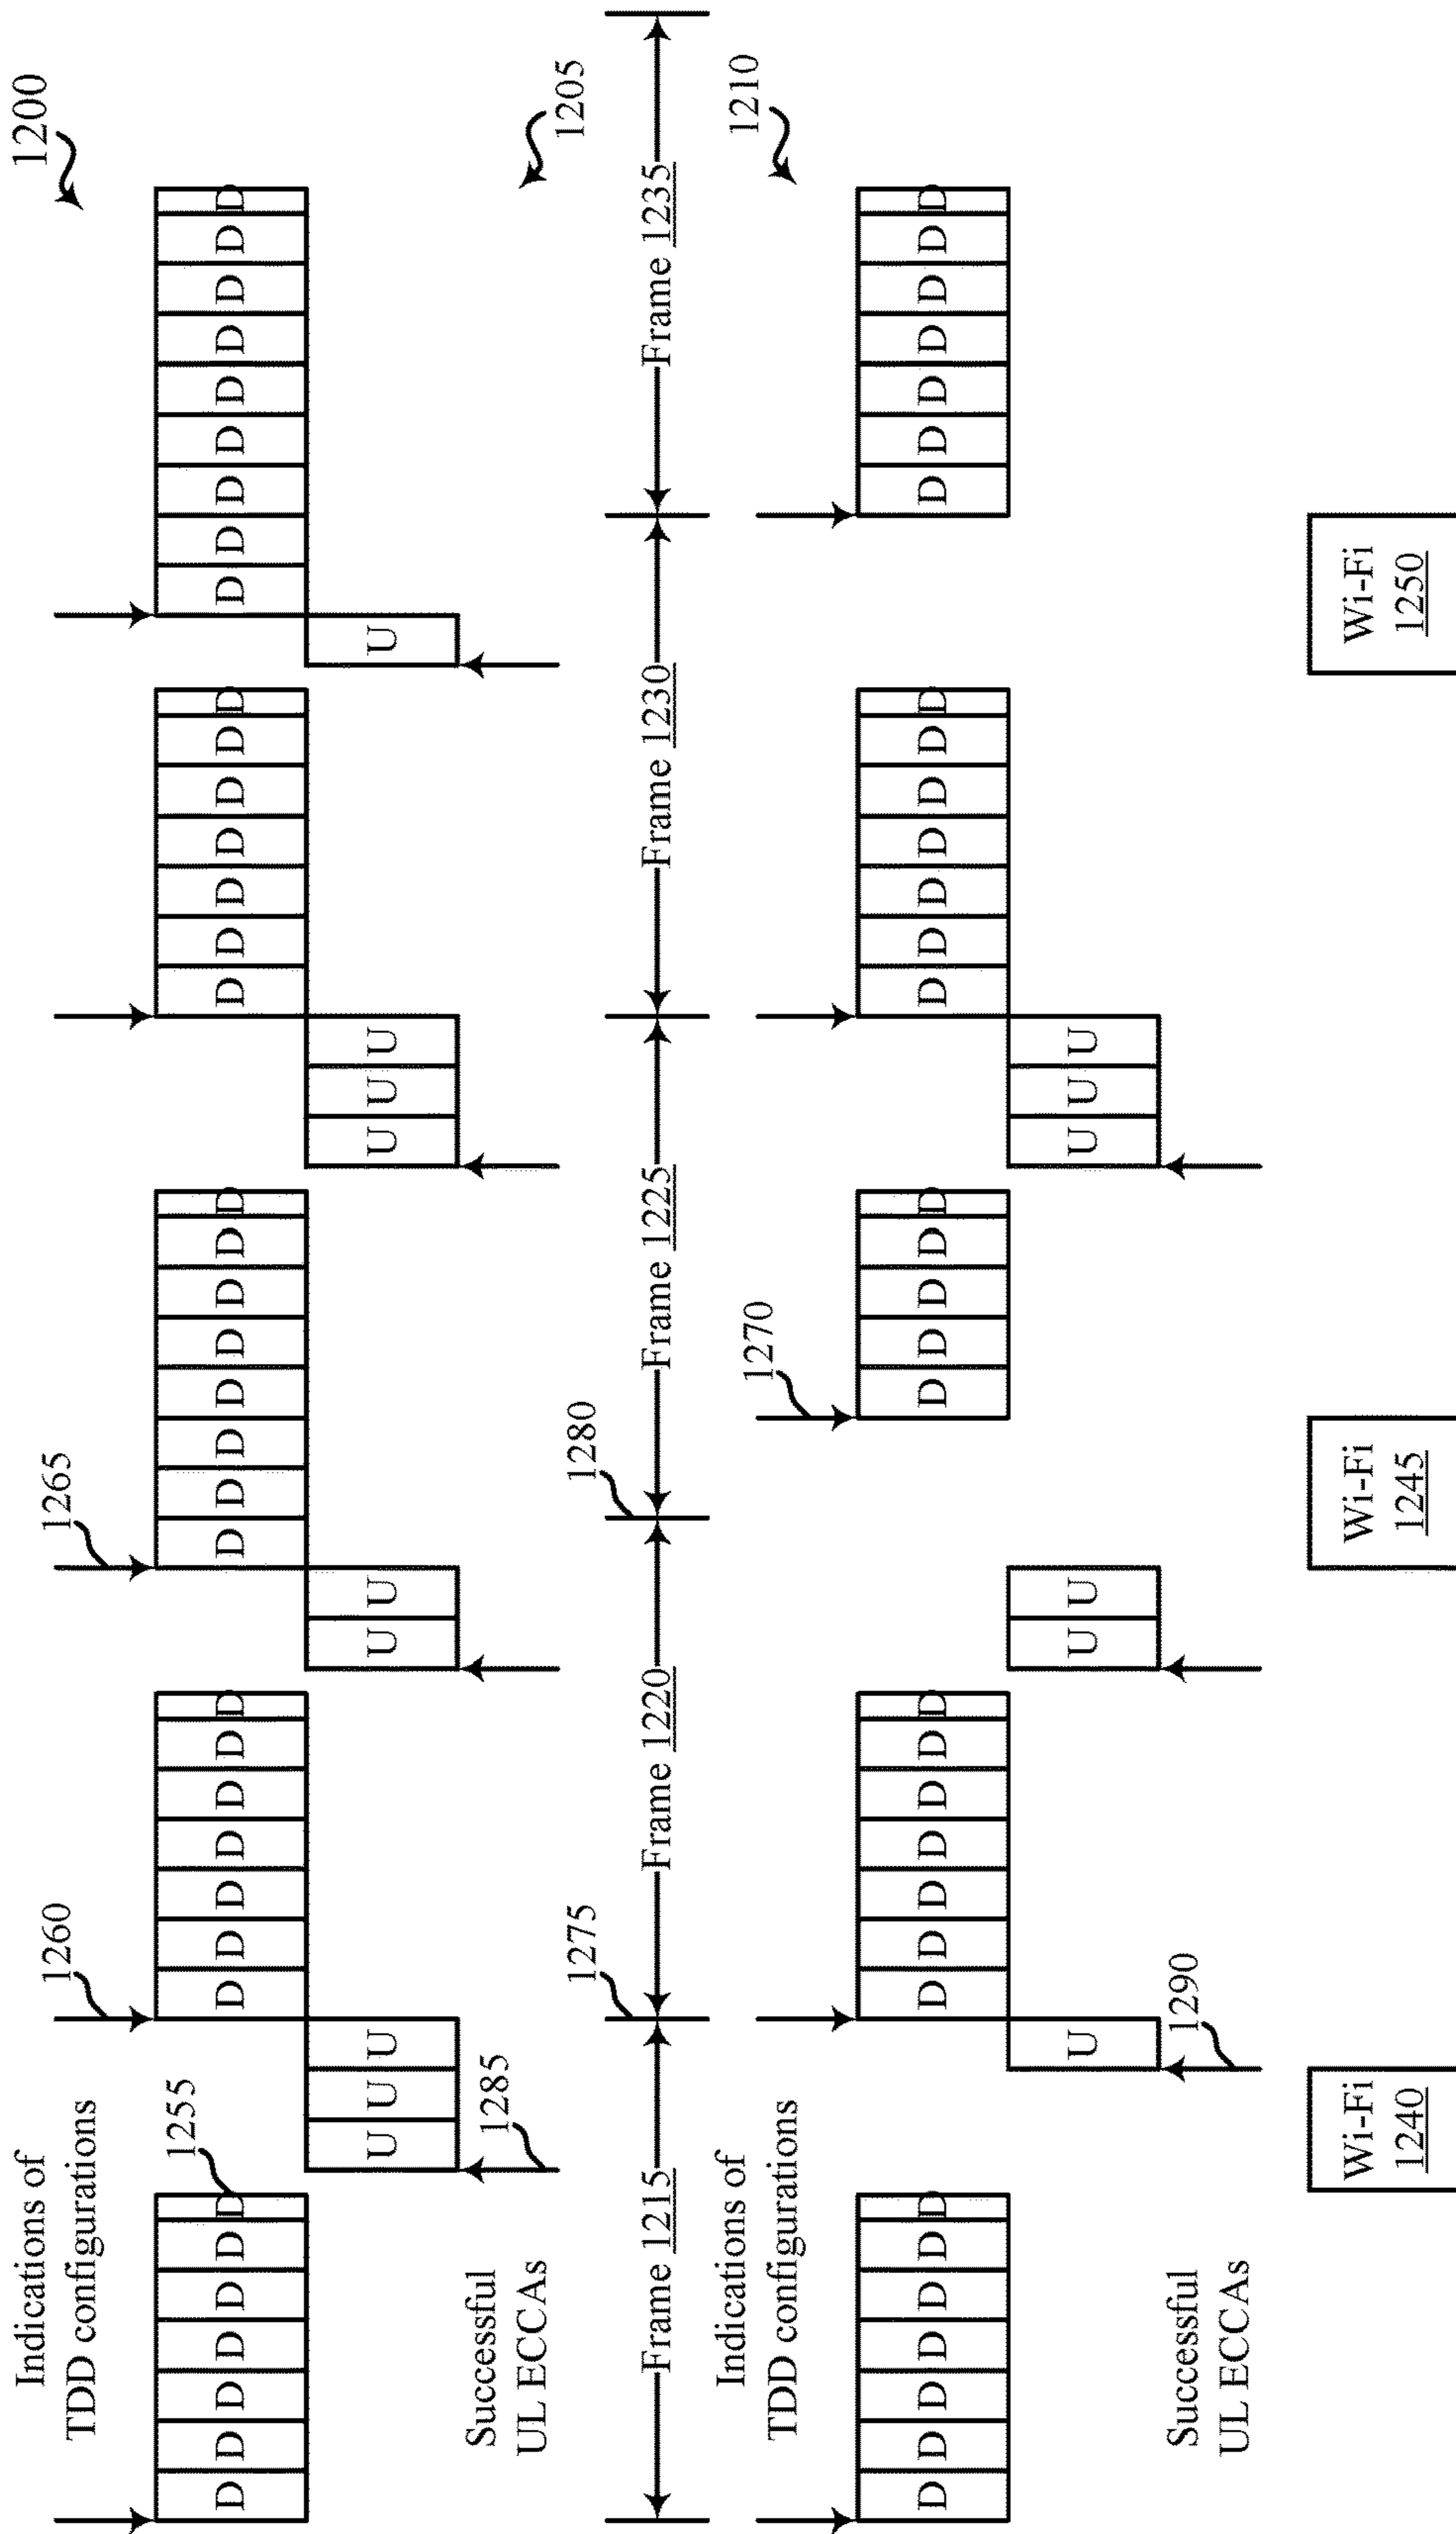 1200
Indications of
TDD configurations
1260
1265
1255
D D D D D D D
D D D D D D D
D D D D D D D D
D D D D D D D
D D D D D D D D D
U U U
U U
U U U
U
Successful
UL ECCAs
1285
1275
1280
1205
Frame 1215
Frame 1220
Frame 1225
Frame 1230
Frame 1235
Indications of
TDD configurations
1270
1210
D D D D D D D
D D D D D D D
D D D D D
D D D D D D D
D D D D D D D
U
U U
U U U
Successful
UL ECCAs
1290
Wi-Fi
1240
Wi-Fi
1245
Wi-Fi
1250